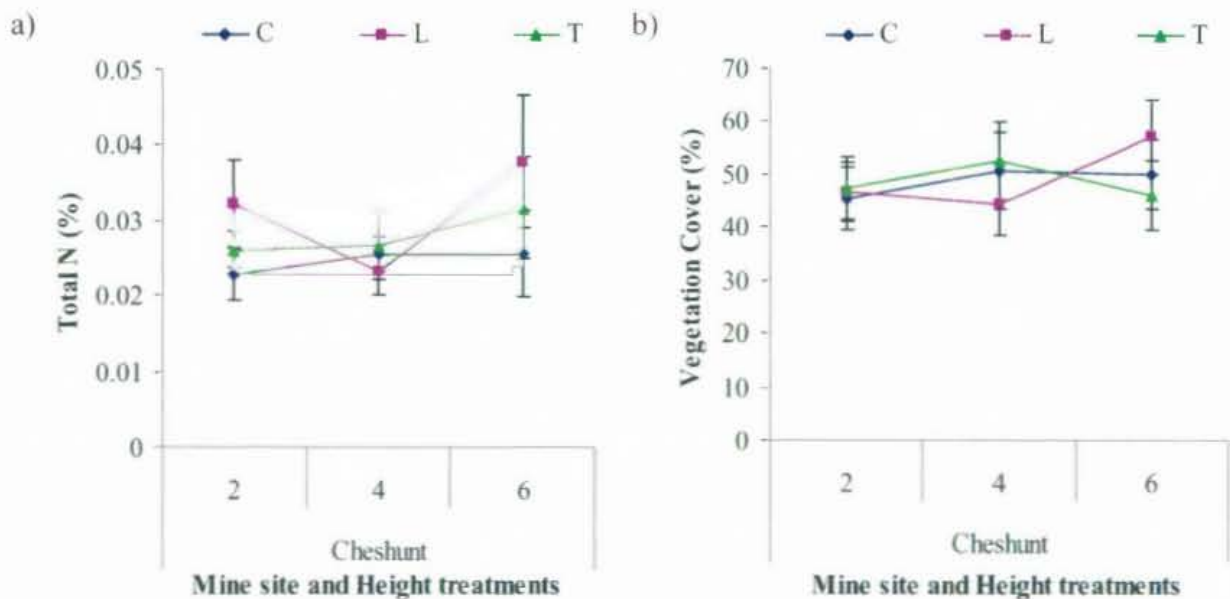 a)
C L T
0.05
0.04
0.03
0.02
0.01
0
Total N (%)
2 4 6
Cheshunt
Mine site and Height treatments
b)
C L T
70
60
50
40
30
20
10
0
Vegetation Cover (%)
2 4 6
Cheshunt
Mine site and Height treatments